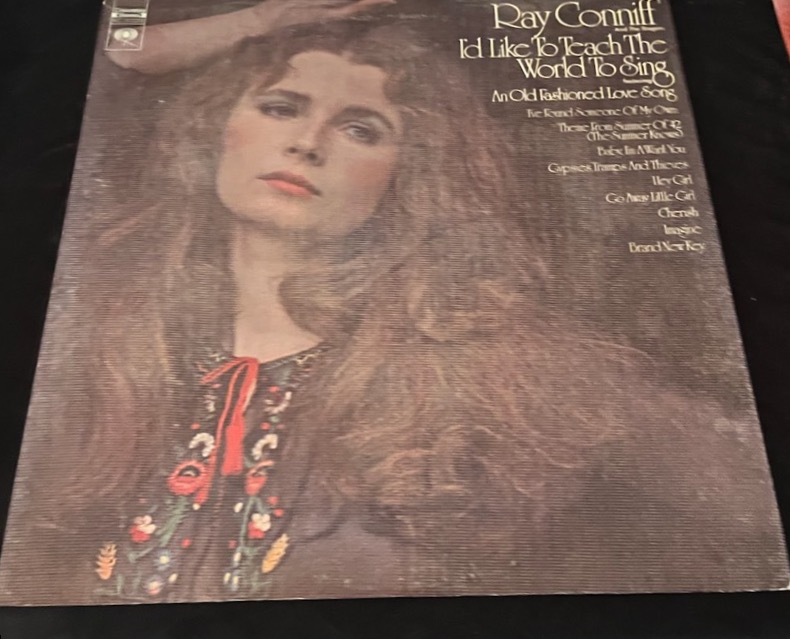 Ray Conniff
And The Singers
I'd Like To Teach The
World To Sing
An Old Fashioned Love Song
I've Found Someone Of My Own
Theme From Summer Of 42
(The Summer Knows)
Baby I'm A Want You
Gypsies Tramps And Thieves
Hey Girl
Go Away Little Girl
Cherish
Imagine
Brand New Key